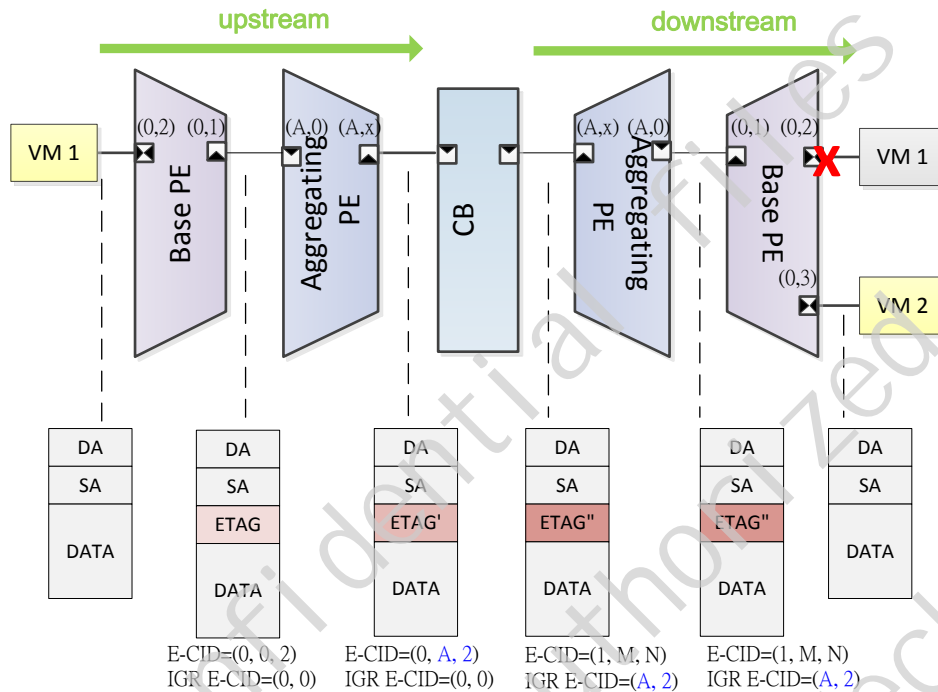 upstream
downstream
(0,2)
(0,1)
(A,0)
(A,x)
(A,x)
(A,0)
(0,1)
(0,2)
VM 1
Base PE
Aggregating
PE
CB
Aggregating
PE
Base PE
X
VM 1
(0,3)
VM 2
DA
SA
DATA
DA
SA
ETAG
DATA
DA
SA
ETAG'
DATA
DA
SA
ETAG"
DATA
DA
SA
ETAG"
DATA
DA
SA
DATA
E-CID=(0, 0, 2)
IGR E-CID=(0, 0)
E-CID=(0, A, 2)
IGR E-CID=(0, 0)
E-CID=(1, M, N)
IGR E-CID=(A, 2)
E-CID=(1, M, N)
IGR E-CID=(A, 2)
nfidential files
thorized